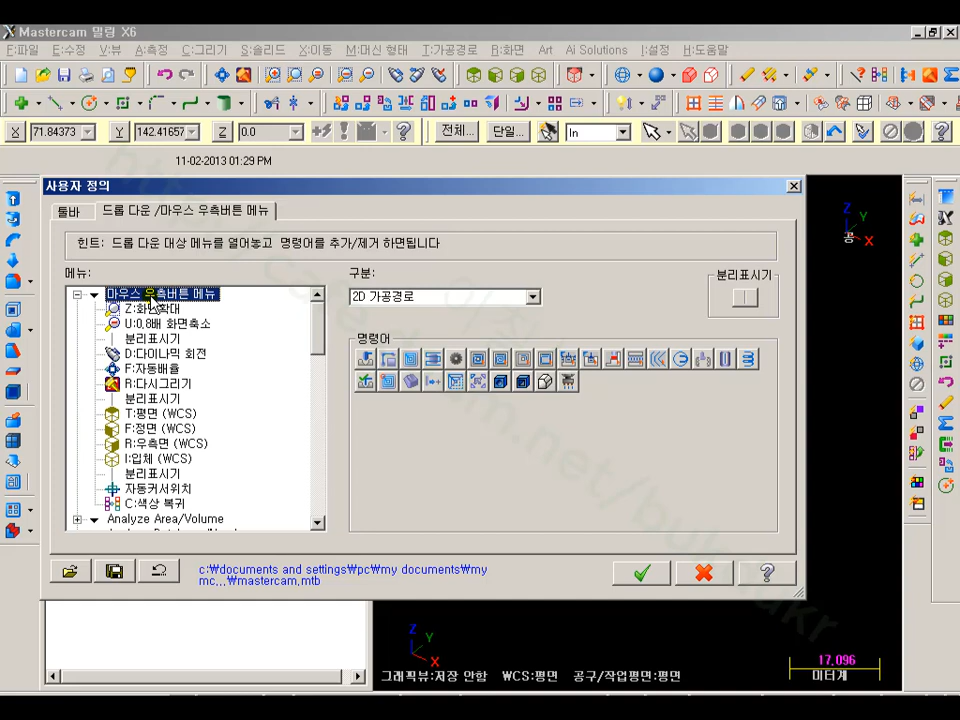 Mastercam 밀링 X6
F:파일 E:수정 V:뷰 A:측정 C:그리기 S:솔리드 X:이동 M:머신 형태 T:가공경로 R:화면 Art Ai Solutions I:설정 H:도움말
X 71.84373 Y 142.41657 Z 0.0 전체... 단일... In
11-02-2013 01:29 PM
사용자 정의
툴바 드롭 다운 /마우스 우측버튼 메뉴
힌트: 드롭 다운 대상 메뉴를 열어놓고 명령어를 추가/제거 하면됩니다
메뉴:
마우스 우측버튼 메뉴
Z:화면확대
U:0,8배 화면축소
분리표시기
D:다이나믹 회전
F:자동배율
R:다시그리기
분리표시기
T:평면 (WCS)
F:정면 (WCS)
R:우측면 (WCS)
I:입체 (WCS)
분리표시기
자동커서위치
C:색상 복귀
Analyze Area/Volume
구분:
2D 가공경로
분리표시기
명령어
c:₩documents and settings₩pc₩my documents₩my
mc...₩mastercam.mtb
Z Y X 공
Z Y X
17.096
그래픽뷰:저장 안함 WCS:평면 공구/작업평면:평면 미터계